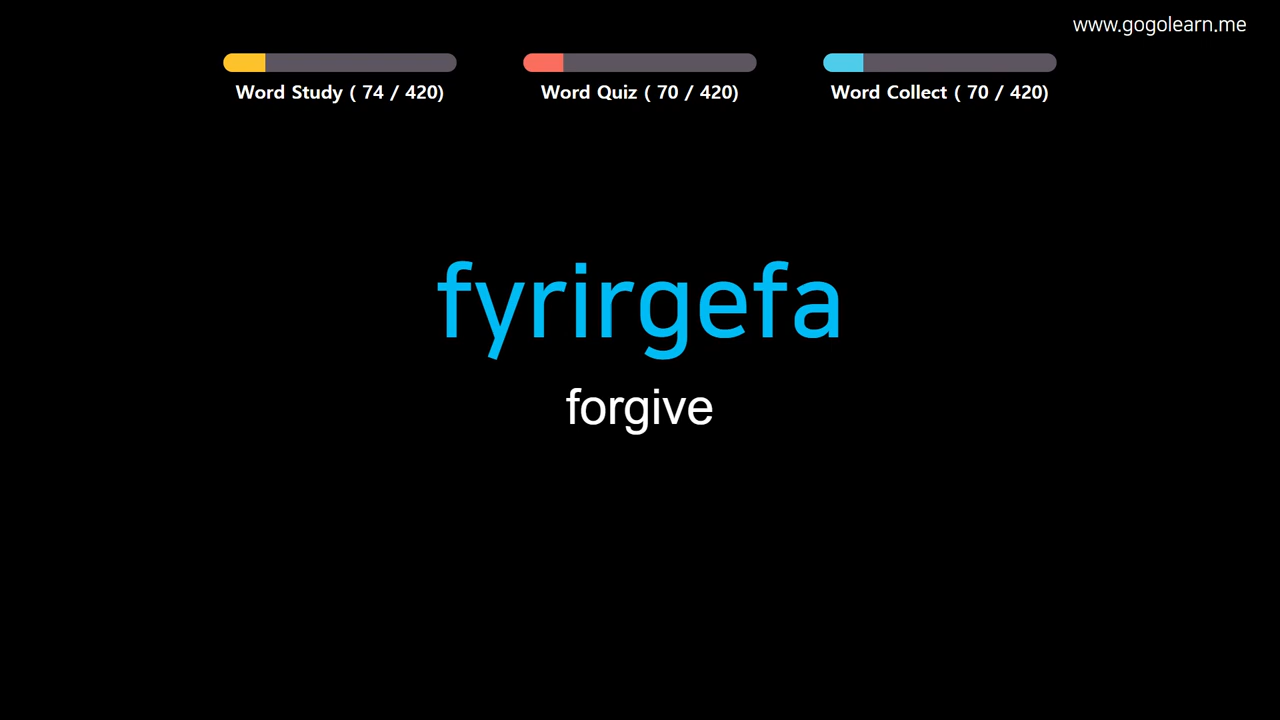 www.gogolearn.me
Word Study ( 74 / 420)
Word Quiz ( 70 / 420)
Word Collect ( 70 / 420)
fyrirgefa
forgive